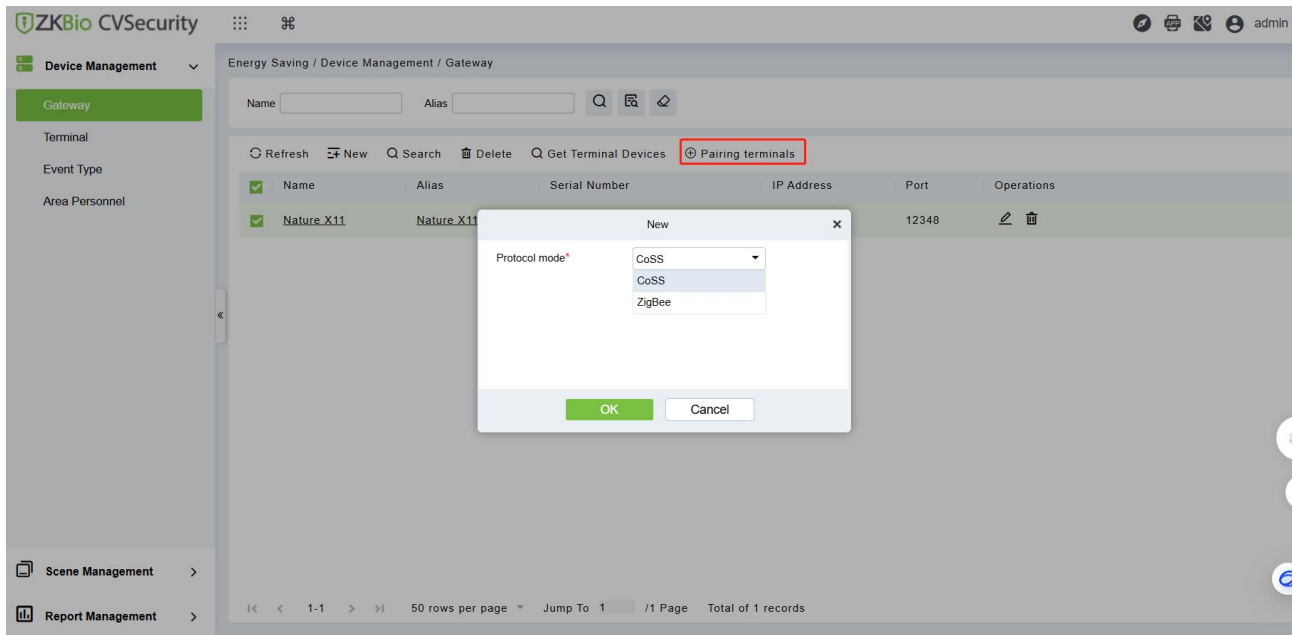 ZKBio CVSecurity
admin
Device Management
Gateway
Terminal
Event Type
Area Personnel
Scene Management
Report Management
Energy Saving / Device Management / Gateway
Name Alias
Refresh New Search Delete Get Terminal Devices Pairing terminals
Name Alias Serial Number IP Address Port Operations
Nature X11 Nature X11 12348
New
Protocol mode* CoSS
CoSS
ZigBee
OK Cancel
1-1 50 rows per page Jump To 1 /1 Page Total of 1 records